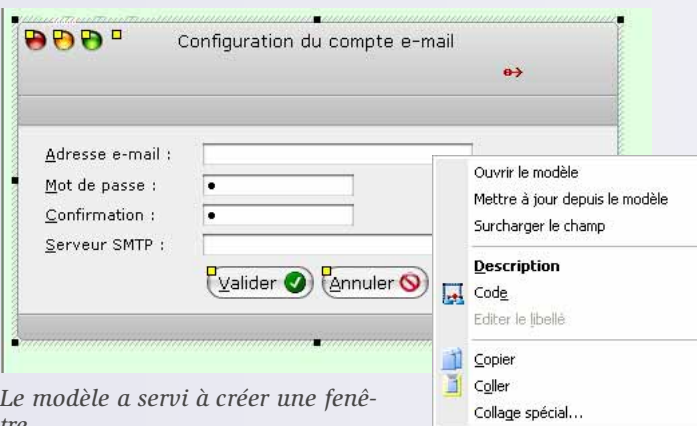 Configuration du compte e-mail
Adresse e-mail :
Mot de passe :
Confirmation :
Serveur SMTP :
Valider
Annuler
Ouvrir le modèle
Mettre à jour depuis le modèle
Surcharger le champ
Description
Code
Editer le libellé
Copier
Coller
Collage spécial...
Le modèle a servi à créer une fenê-
tre